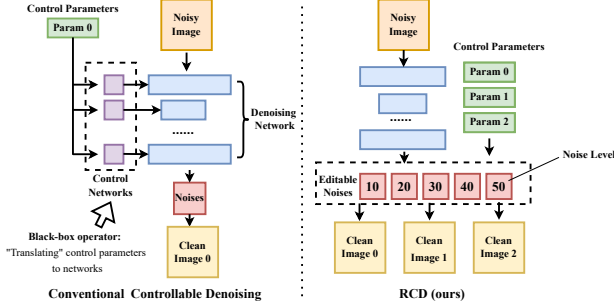 Control Parameters
Param 0
Noisy
Image
......
Denoising
Network
Control
Networks
Noises
Black-box operator:
"Translating" control parameters
to networks
Clean
Image 0
Conventional Controllable Denoising
Noisy
Image
Control Parameters
Param 0
Param 1
Param 2
......
Noise Level
Editable
Noises
10 20 30 40 50
Clean
Image 0
Clean
Image 1
Clean
Image 2
RCD (ours)